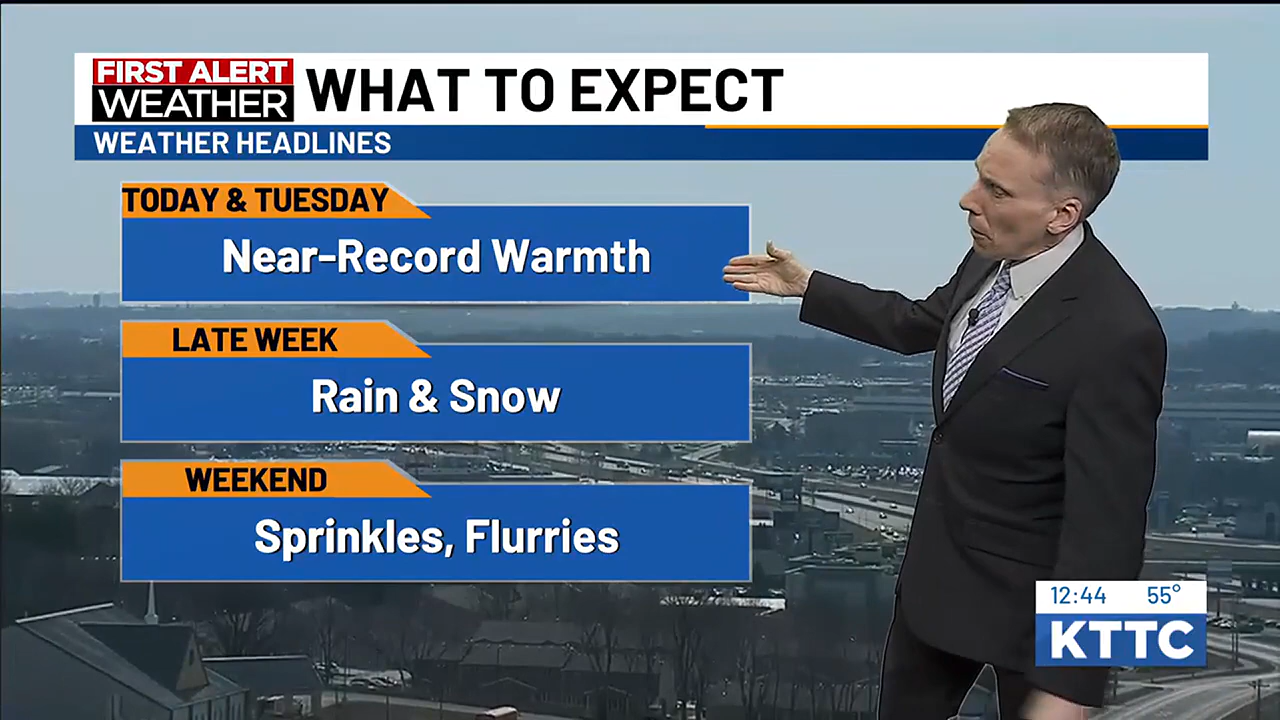 FIRST ALERT
WEATHER
WHAT TO EXPECT
WEATHER HEADLINES
TODAY & TUESDAY
Near-Record Warmth
LATE WEEK
Rain & Snow
WEEKEND
Sprinkles, Flurries
12:44 55°
KTTC